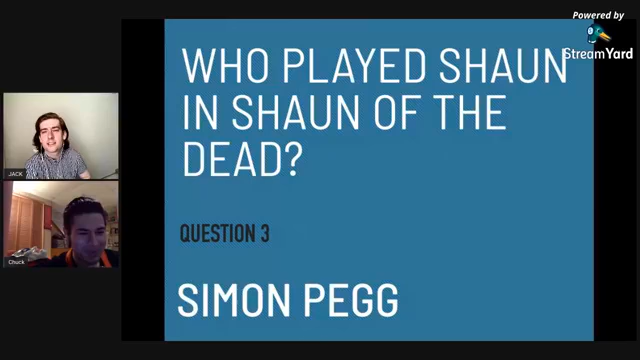 Powered by
StreamYard
WHO PLAYED SHAUN
IN SHAUN OF THE
DEAD?
QUESTION 3
SIMON PEGG
JACK
Chuck